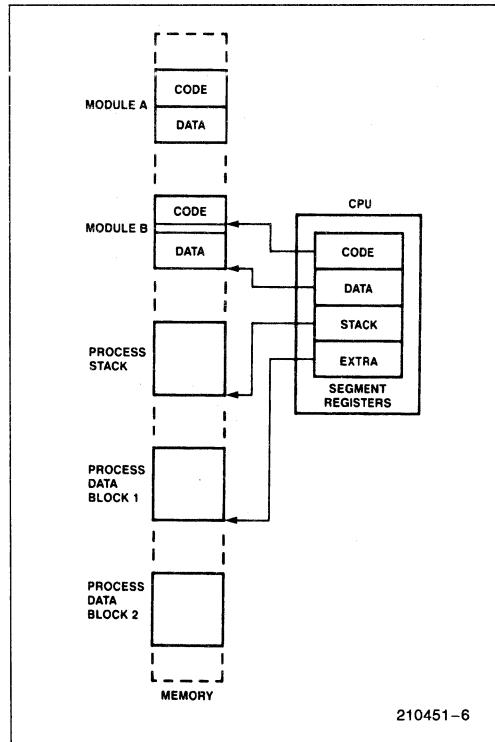 MODULE A
CODE
DATA
MODULE B
CODE
DATA
PROCESS
STACK
PROCESS
DATA
BLOCK 1
PROCESS
DATA
BLOCK 2
MEMORY
CPU
CODE
DATA
STACK
EXTRA
SEGMENT
REGISTERS
210451–6